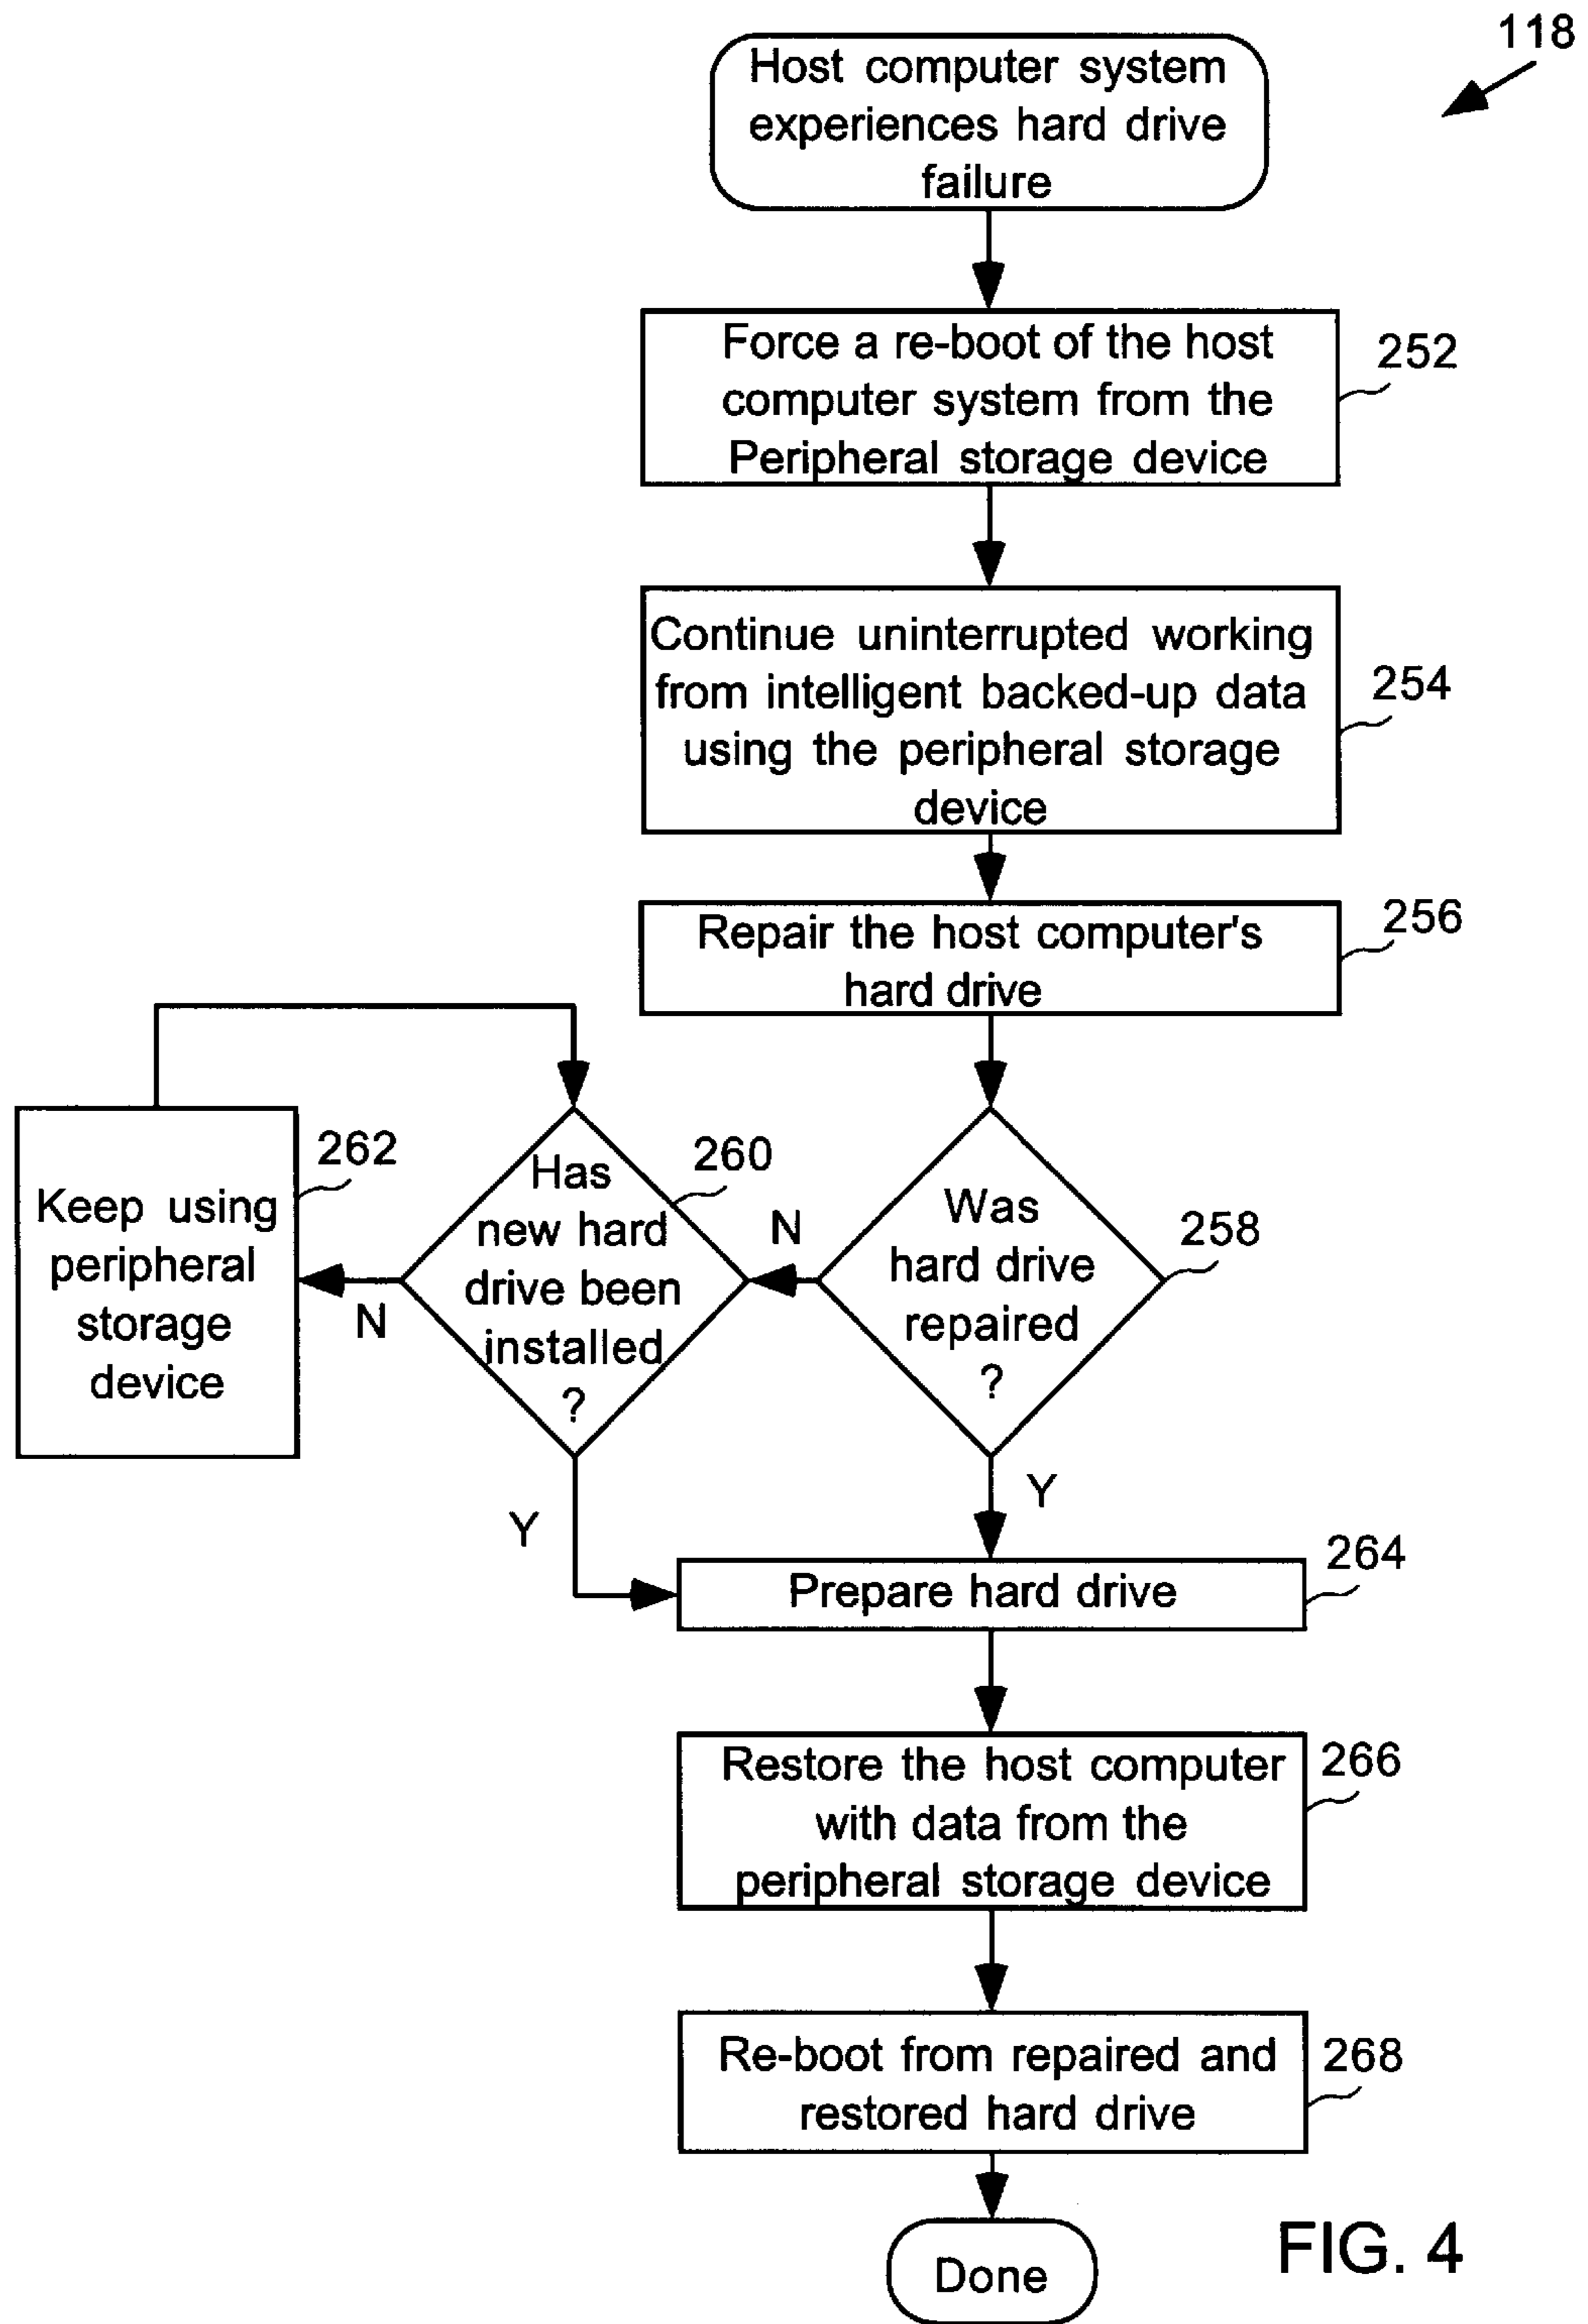 118
Host computer system
experiences hard drive
failure
Force a re-boot of the host
computer system from the
Peripheral storage device
252
Continue uninterrupted working
from intelligent backed-up data
using the peripheral storage
device
254
Repair the host computer's
hard drive
256
Was
hard drive
repaired
?
258
N
Y
Has
new hard
drive been
installed
?
260
N
Y
Keep using
peripheral
storage
device
262
Prepare hard drive
264
Restore the host computer
with data from the
peripheral storage device
266
Re-boot from repaired and
restored hard drive
268
Done
FIG. 4